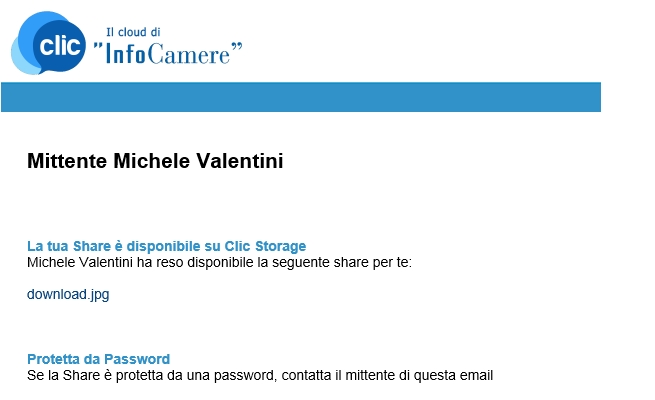 clic
Il cloud di
"InfoCamere"
Mittente Michele Valentini
La tua Share è disponibile su Clic Storage
Michele Valentini ha reso disponibile la seguente share per te:
download.jpg
Protetta da Password
Se la Share è protetta da una password, contatta il mittente di questa email